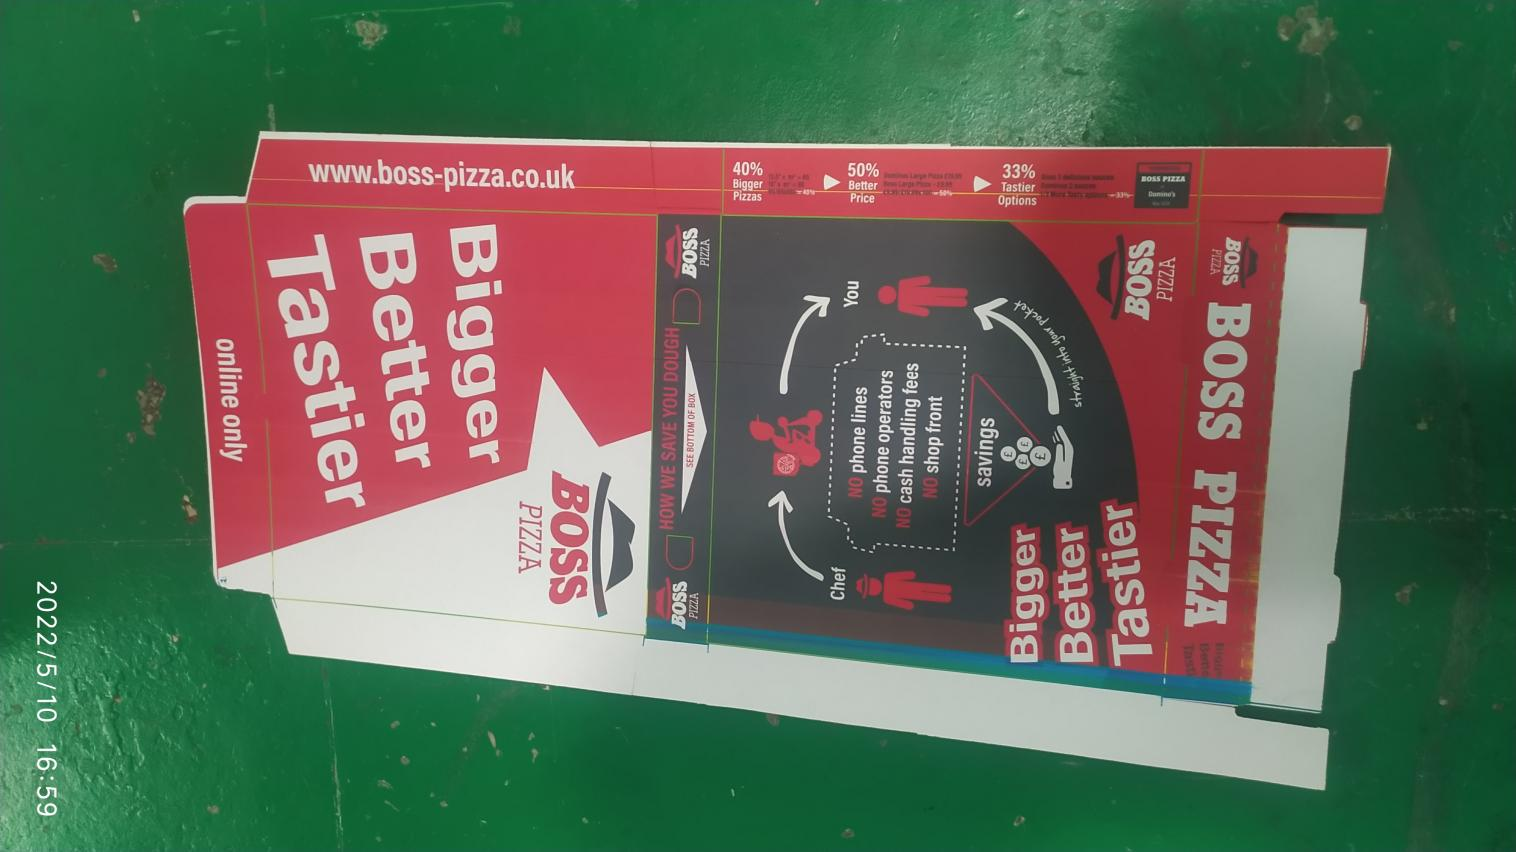 www.boss-pizza.co.uk
40%
Bigger
Pizzas
50%
Better
Price
33%
Tastier
Options
BOSS PIZZA
Domino's
online only
Bigger
Better
Tastier
BOSS
PIZZA
BOSS
PIZZA
HOW WE SAVE YOU DOUGH
SEE BOTTOM OF BOX
BOSS
PIZZA
You
straight into your pocket
NO phone lines
NO phone operators
NO cash handling fees
NO shop front
savings
£
£ £
£
Chef
Bigger
Better
Tastier
BOSS
PIZZA
BOSS
PIZZA
BOSS PIZZA
2022/5/10 16:59